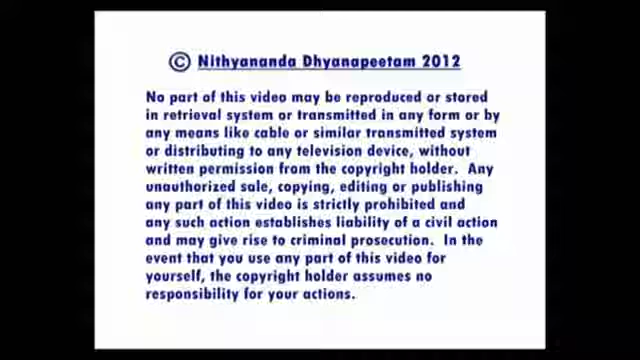 © Nithyananda Dhyanapeetam 2012
No part of this video may be reproduced or stored
in retrieval system or transmitted in any form or by
any means like cable or similar transmitted system
or distributing to any television device, without
written permission from the copyright holder. Any
unauthorized sale, copying, editing or publishing
any part of this video is strictly prohibited and
any such action establishes liability of a civil action
and may give rise to criminal prosecution. In the
event that you use any part of this video for
yourself, the copyright holder assumes no
responsibility for your actions.